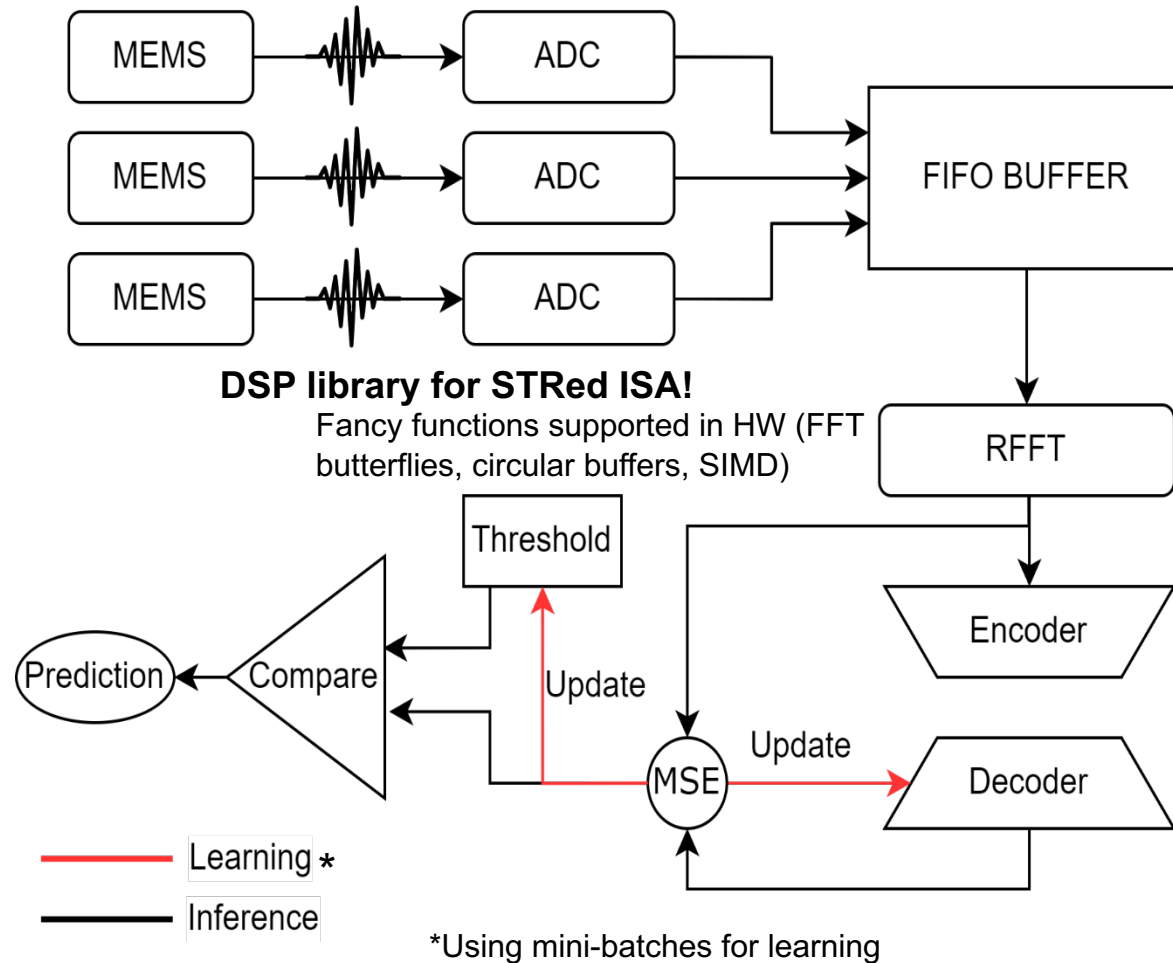 MEMS
ADC
MEMS
ADC
FIFO BUFFER
MEMS
ADC
DSP library for STRed ISA!
Fancy functions supported in HW (FFT
butterflies, circular buffers, SIMD)
RFFT
Threshold
Encoder
Prediction
Compare
Update
Update
MSE
Decoder
Learning *
Inference
*Using mini-batches for learning